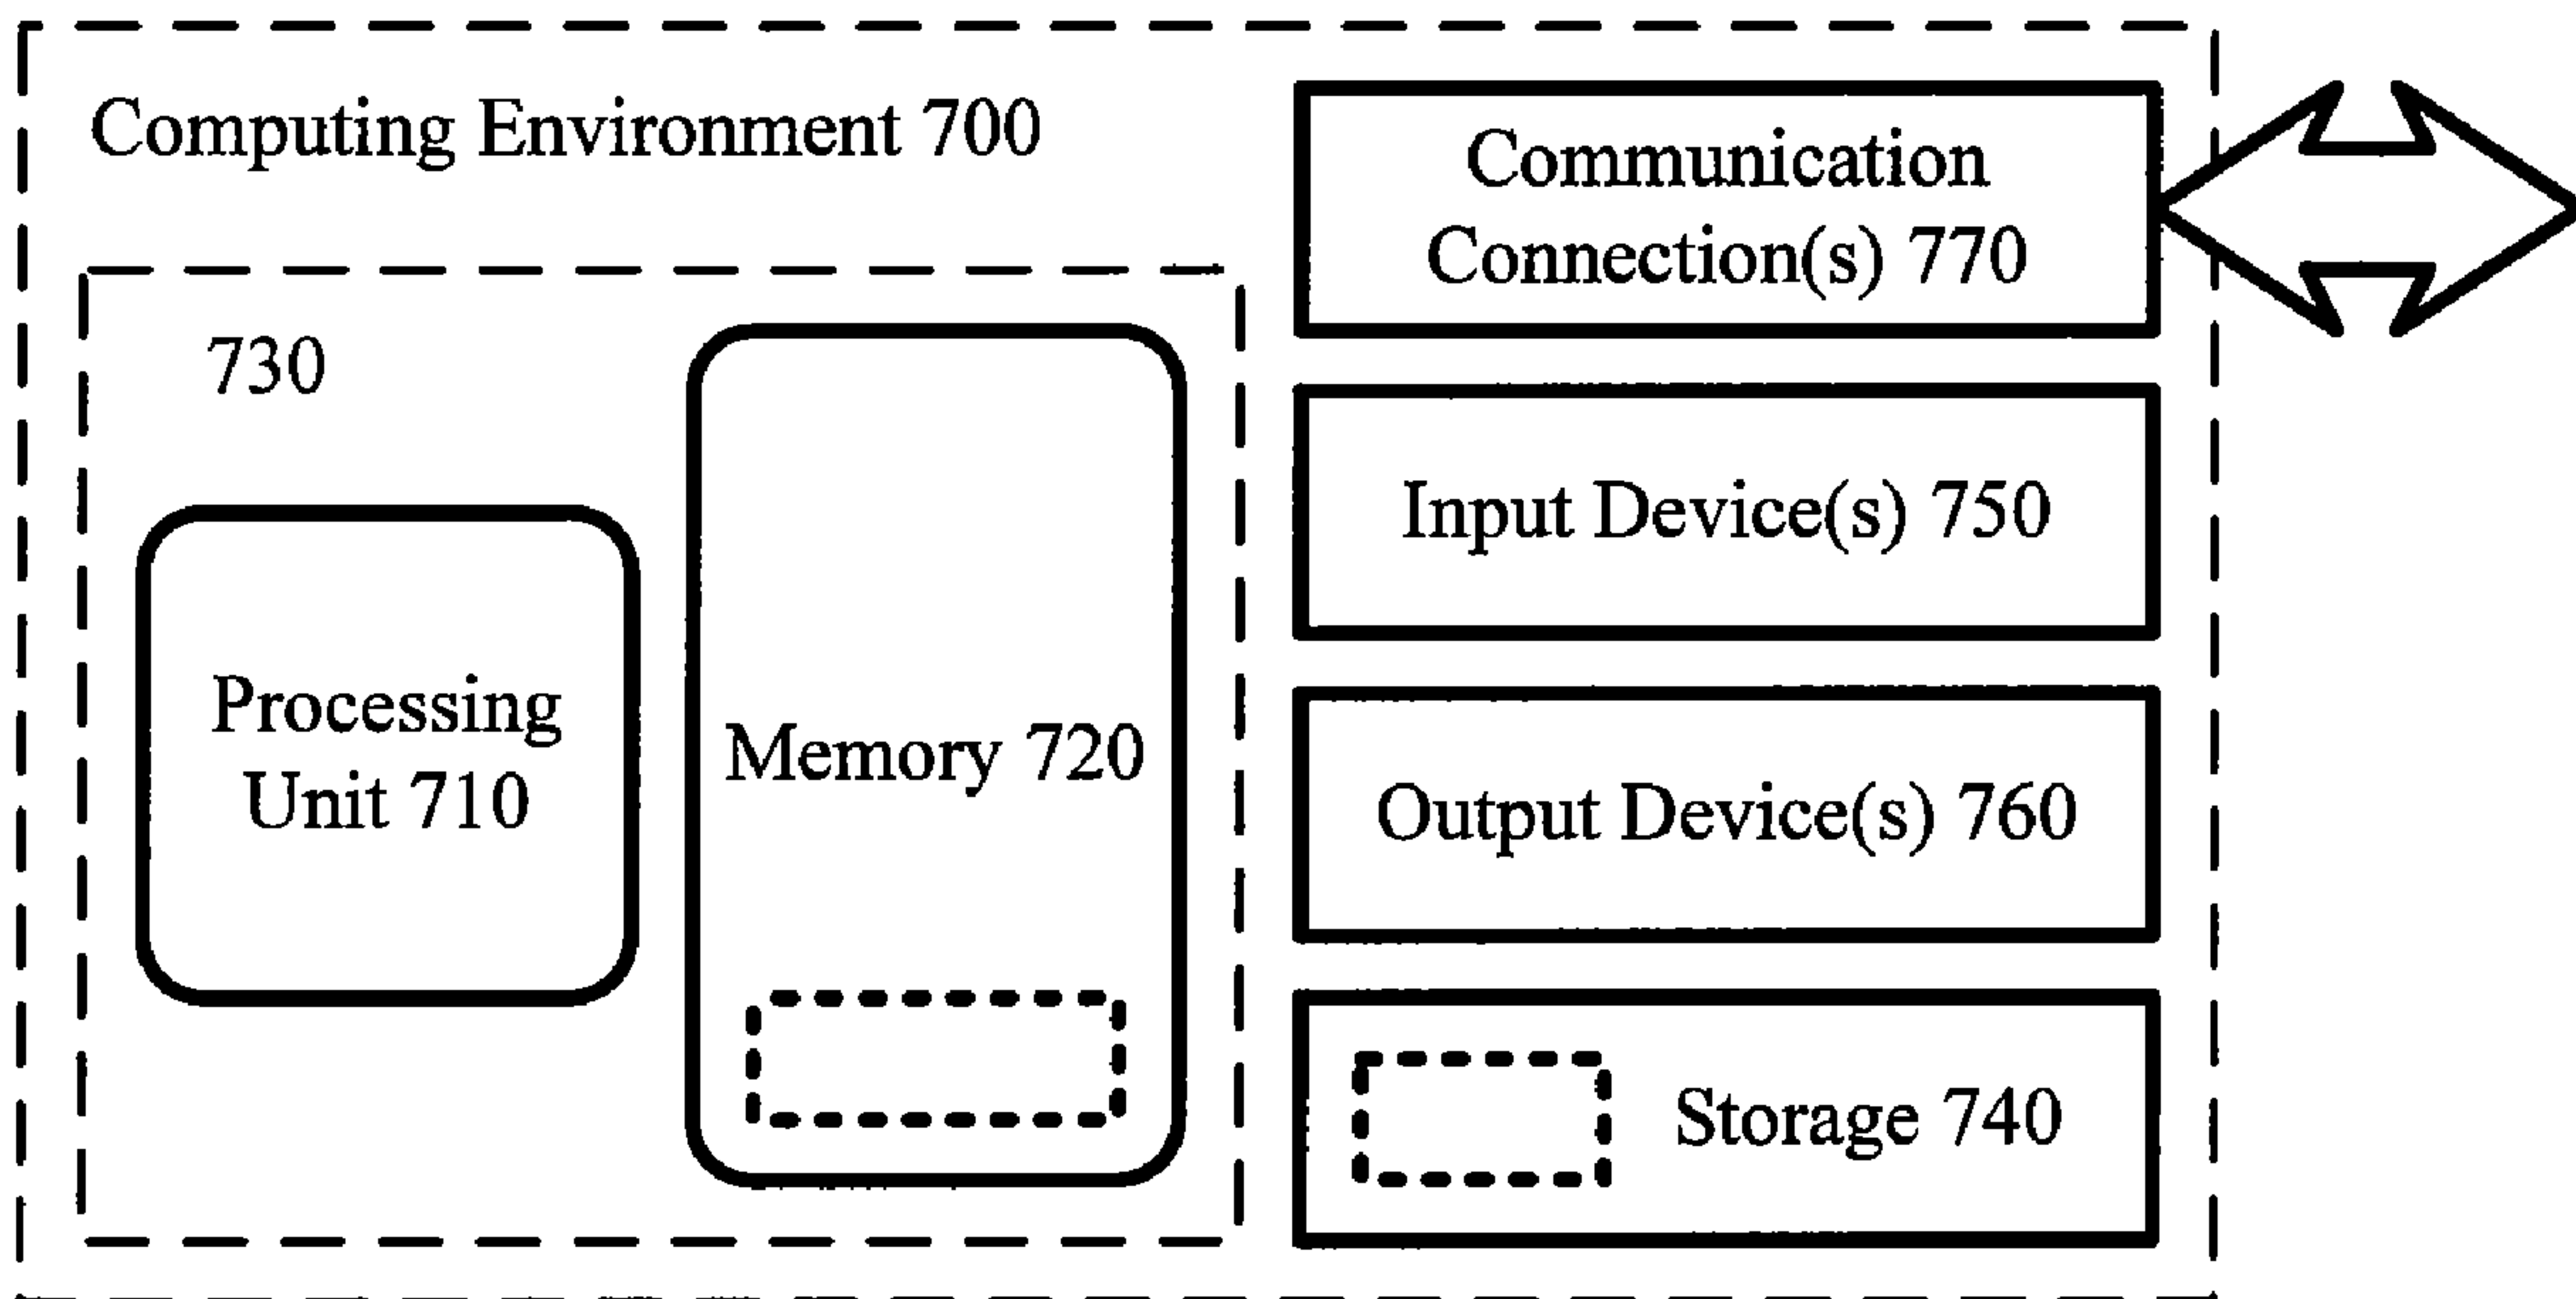 Computing Environment 700
730
Processing
Unit 710
Memory 720
Communication
Connection(s) 770
Input Device(s) 750
Output Device(s) 760
Storage 740